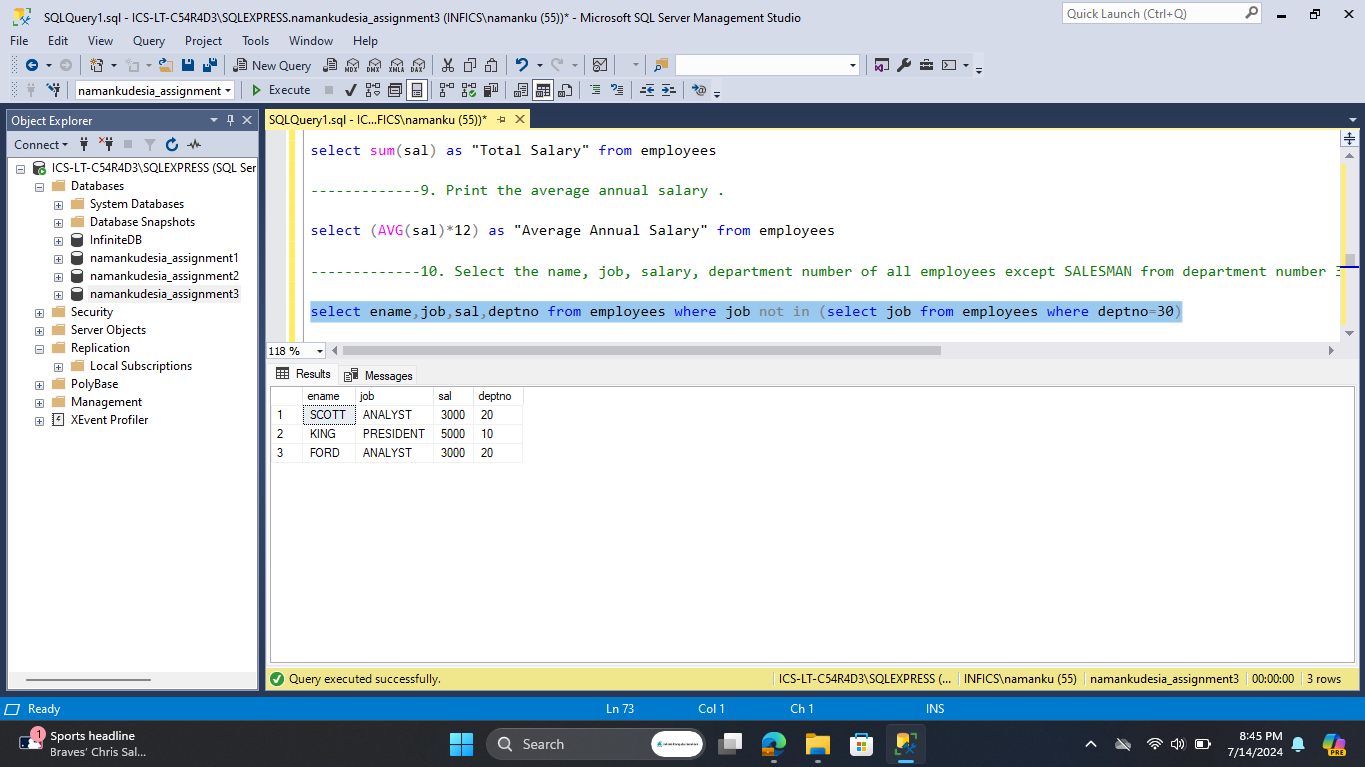 SQLQuery1.sql - ICS-LT-C54R4D3\SQLEXPRESS.namankudesia_assignment3 (INFICS\namanku (55))* - Microsoft SQL Server Management Studio
Quick Launch (Ctrl+Q)
File Edit View Query Project Tools Window Help
New Query MDX DMX XMLA DAX
namankudesia_assignment Execute
Object Explorer
SQLQuery1.sql - IC...FICS\namanku (55))*
Connect
ICS-LT-C54R4D3\SQLEXPRESS (SQL Ser
Databases
System Databases
Database Snapshots
InfiniteDB
namankudesia_assignment1
namankudesia_assignment2
namankudesia_assignment3
Security
Server Objects
Replication
Local Subscriptions
PolyBase
Management
XEvent Profiler
select sum(sal) as "Total Salary" from employees
-------------9. Print the average annual salary .
select (AVG(sal)*12) as "Average Annual Salary" from employees
-------------10. Select the name, job, salary, department number of all employees except SALESMAN from department number 3
select ename,job,sal,deptno from employees where job not in (select job from employees where deptno=30)
118 %
Results Messages
ename job sal deptno
1 SCOTT ANALYST 3000 20
2 KING PRESIDENT 5000 10
3 FORD ANALYST 3000 20
Query executed successfully. ICS-LT-C54R4D3\SQLEXPRESS (... INFICS\namanku (55) namankudesia_assignment3 00:00:00 3 rows
Ready Ln 73 Col 1 Ch 1 INS
1
Sports headline
Braves' Chris Sal...
Search
8:45 PM
7/14/2024
PRE